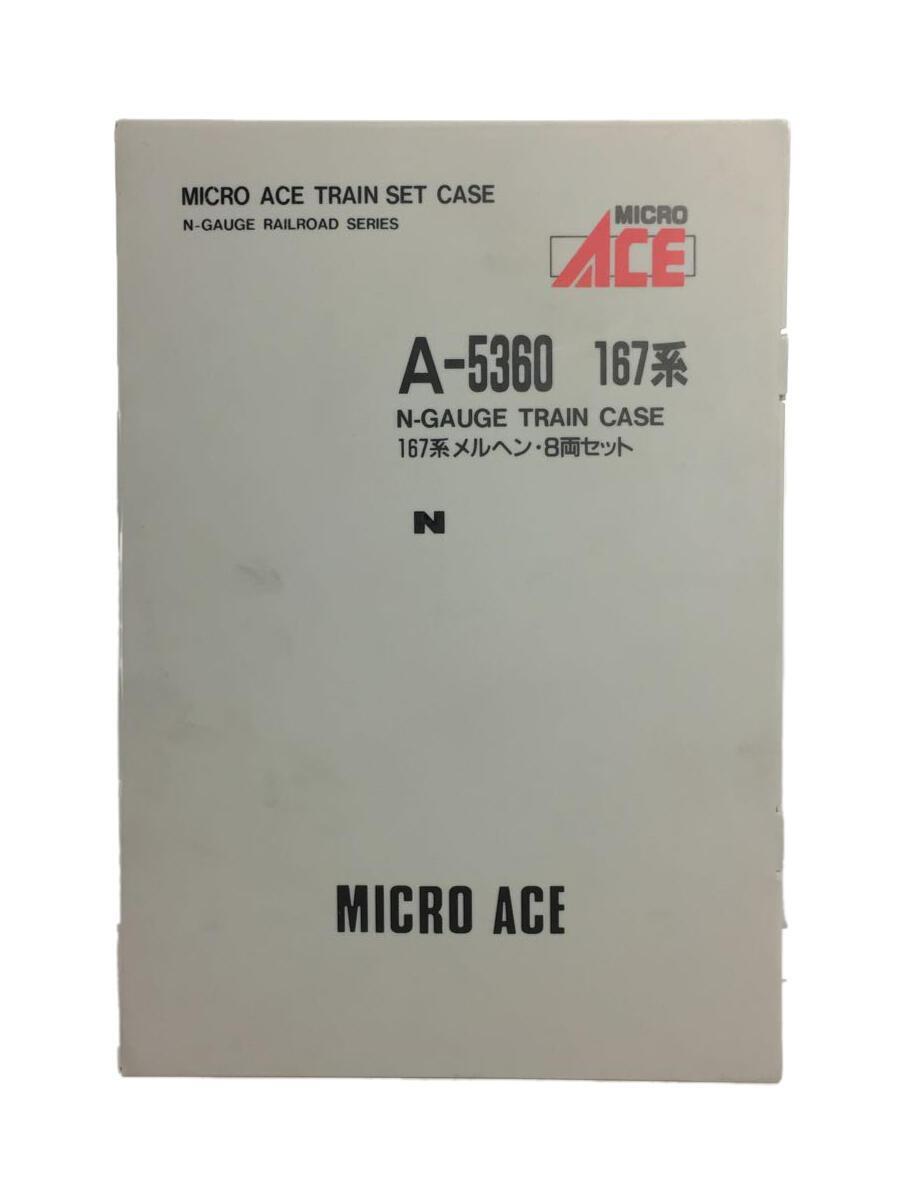 MICRO ACE TRAIN SET CASE
N-GAUGE RAILROAD SERIES
MICRO
ACE
A-5360 167系
N-GAUGE TRAIN CASE
167系メルヘン・8両セット
N
MICRO ACE